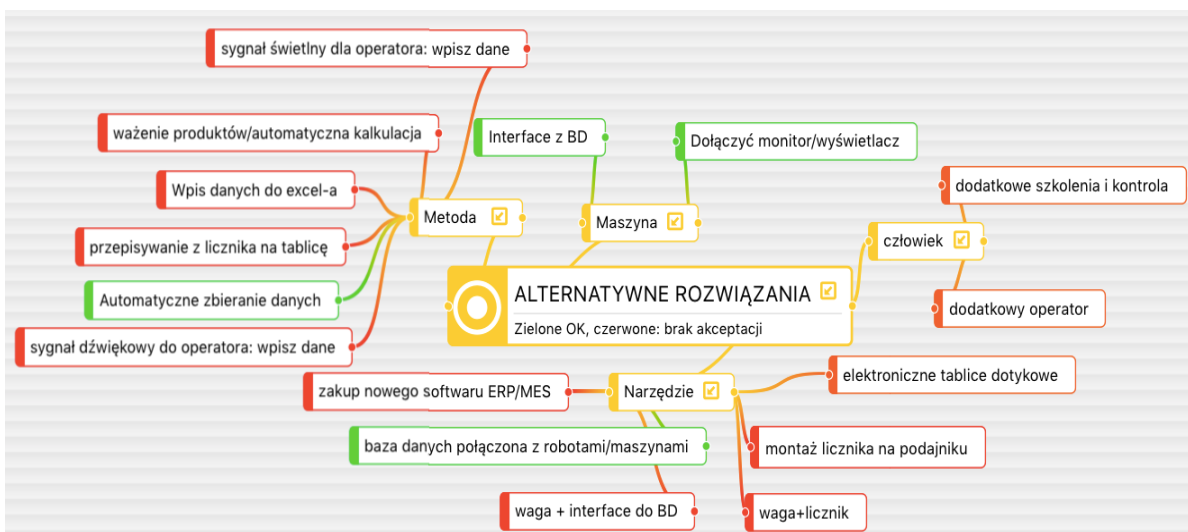 sygnał świetlny dla operatora: wpisz dane
ważenie produktów/automatyczna kalkulacja
Interface z BD
Dołączyć monitor/wyświetlacz
Wpis danych do excel-a
dodatkowe szkolenia i kontrola
Metoda
Maszyna
człowiek
przepisywanie z licznika na tablicę
Automatyczne zbieranie danych
ALTERNATYWNE ROZWIĄZANIA
Zielone OK, czerwone: brak akceptacji
dodatkowy operator
sygnał dźwiękowy do operatora: wpisz dane
zakup nowego softwaru ERP/MES
Narzędzie
elektroniczne tablice dotykowe
baza danych połączona z robotami/maszynami
montaż licznika na podajniku
waga + interface do BD
waga+licznik